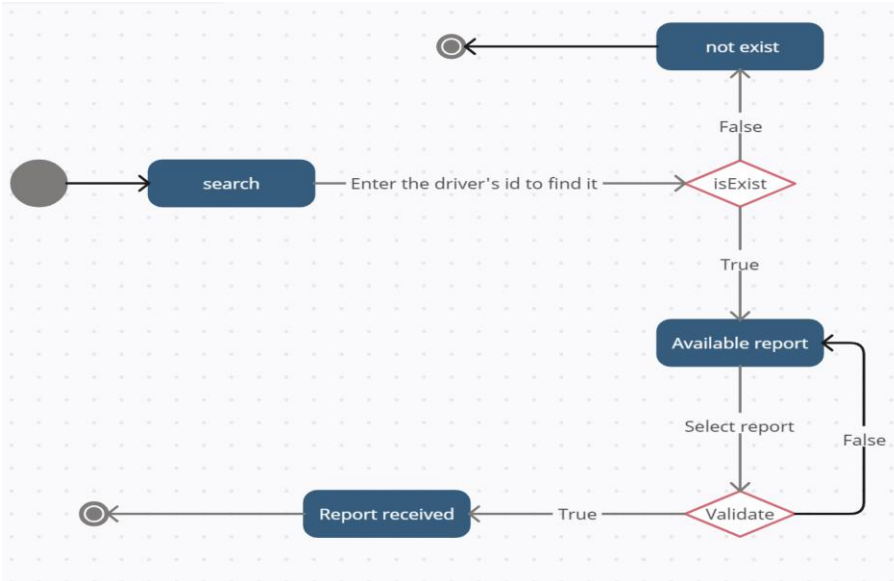 not exist
False
search
Enter the driver's id to find it
isExist
True
Available report
Select report
False
Report received
True
Validate